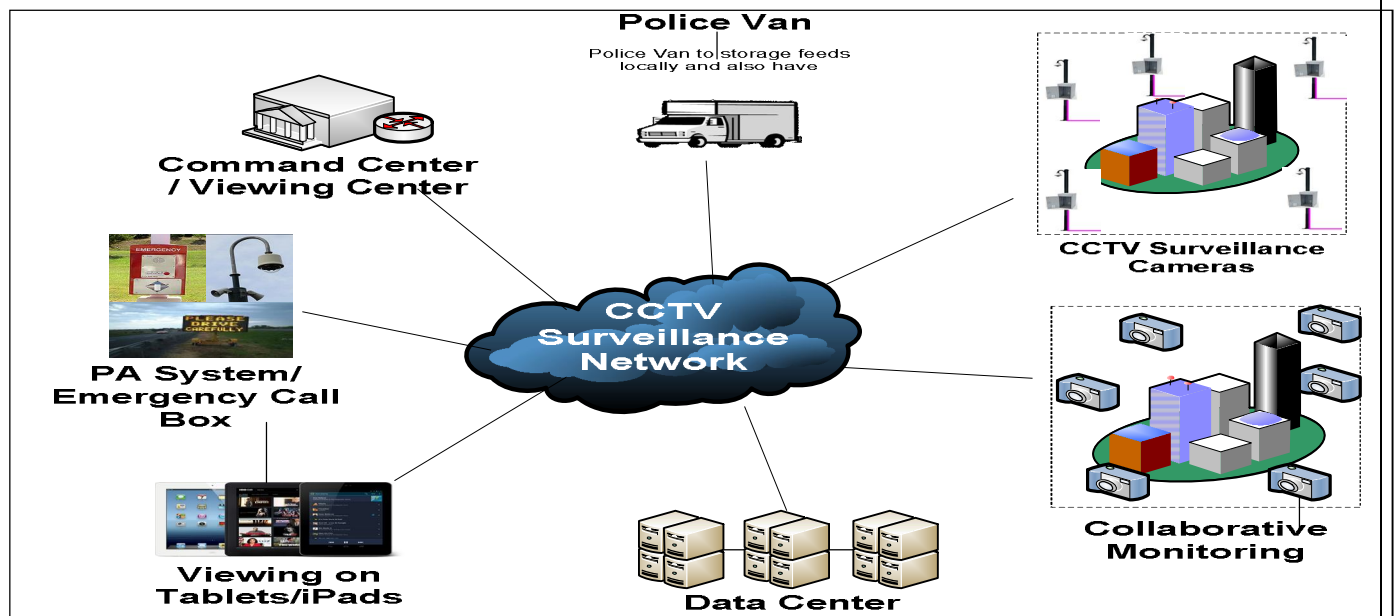 Police Van
Police Van to storage feeds
locally and also have
Command Center
/ Viewing Center
CCTV Surveillance
Cameras
EMERGENCY
PLEASE
DRIVE
CAREFULLY
CCTV
Surveillance
Network
PA System/
Emergency Call
Box
Collaborative
Monitoring
Viewing on
Tablets/iPads
Data Center